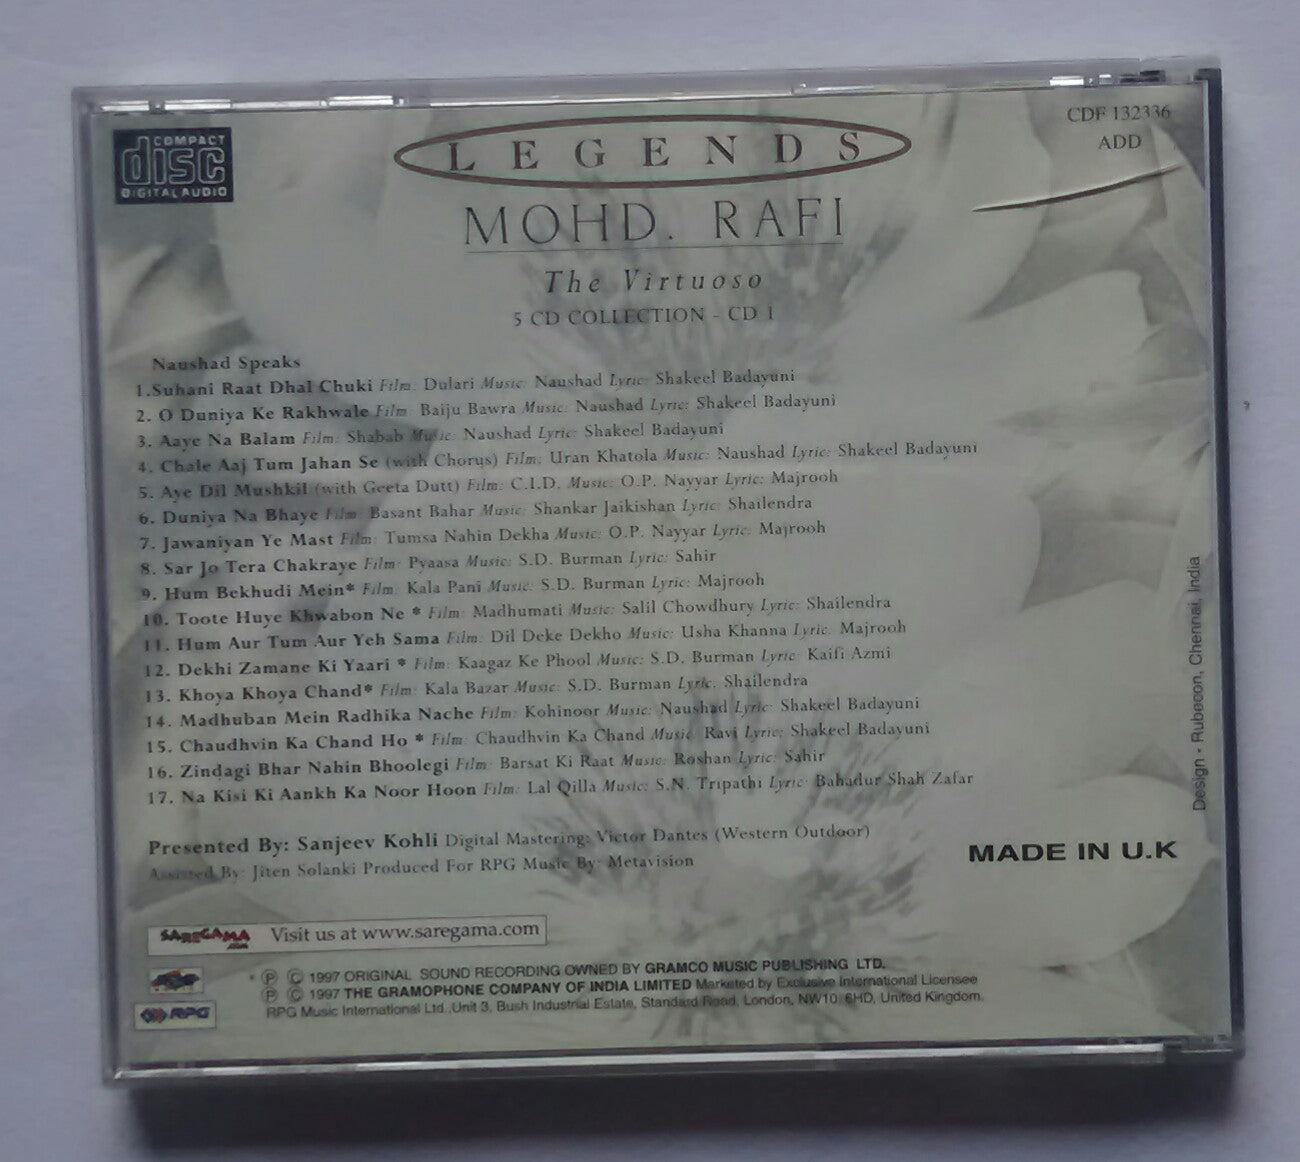 COMPACT
disc
DIGITAL AUDIO
LEGENDS
CDF 132336
ADD
MOHD. RAFI
The Virtuoso
5 CD COLLECTION - CD 1
Naushad Speaks
1.Suhani Raat Dhal Chuki Film: Dulari Music: Naushad Lyric: Shakeel Badayuni
2. O Duniya Ke Rakhwale Film: Baiju Bawra Music: Naushad Lyric: Shakeel Badayuni
3. Aaye Na Balam Film: Shabab Music: Naushad Lyric: Shakeel Badayuni
4. Chale Aaj Tum Jahan Se (with Chorus) Film: Uran Khatola Music: Naushad Lyric: Shakeel Badayuni
5. Aye Dil Mushkil (with Geeta Dutt) Film: C.I.D. Music: O.P. Nayyar Lyric: Majrooh
6. Duniya Na Bhaye Film: Basant Bahar Music: Shankar Jaikishan Lyric: Shailendra
7. Jawaniyan Ye Mast Film: Tumsa Nahin Dekha Music: O.P. Nayyar Lyric: Majrooh
8. Sar Jo Tera Chakraye Film: Pyaasa Music: S.D. Burman Lyric: Sahir
9. Hum Bekhudi Mein* Film: Kala Pani Music: S.D. Burman Lyric: Majrooh
10. Toote Huye Khwabon Ne * Film: Madhumati Music: Salil Chowdhury Lyric: Shailendra
11. Hum Aur Tum Aur Yeh Sama Film: Dil Deke Dekho Music: Usha Khanna Lyric: Majrooh
12. Dekhi Zamane Ki Yaari * Film: Kaagaz Ke Phool Music: S.D. Burman Lyric: Kaifi Azmi
13. Khoya Khoya Chand* Film: Kala Bazar Music: S.D. Burman Lyric: Shailendra
14. Madhuban Mein Radhika Nache Film: Kohinoor Music: Naushad Lyric: Shakeel Badayuni
15. Chaudhvin Ka Chand Ho * Film: Chaudhvin Ka Chand Music: Ravi Lyric: Shakeel Badayuni
16. Zindagi Bhar Nahin Bhoolegi Film: Barsat Ki Raat Music: Roshan Lyric: Sahir
17. Na Kisi Ki Aankh Ka Noor Hoon Film: Lal Qilla Music: S.N. Tripathi Lyric: Bahadur Shah Zafar
Presented By: Sanjeev Kohli Digital Mastering: Victor Dantes (Western Outdoor)
Assisted By: Jiten Solanki Produced For RPG Music By: Metavision
MADE IN U.K
Design - Rubecon, Chennai, India
SAREGAMA.com Visit us at www.saregama.com
* Ⓟ © 1997 ORIGINAL SOUND RECORDING OWNED BY GRAMCO MUSIC PUBLISHING LTD.
Ⓟ © 1997 THE GRAMOPHONE COMPANY OF INDIA LIMITED Marketed by Exclusive International Licensee
RPG
RPG Music International Ltd.,Unit 3, Bush Industrial Estate, Standard Road, London, NW10 6HD, United Kingdom.